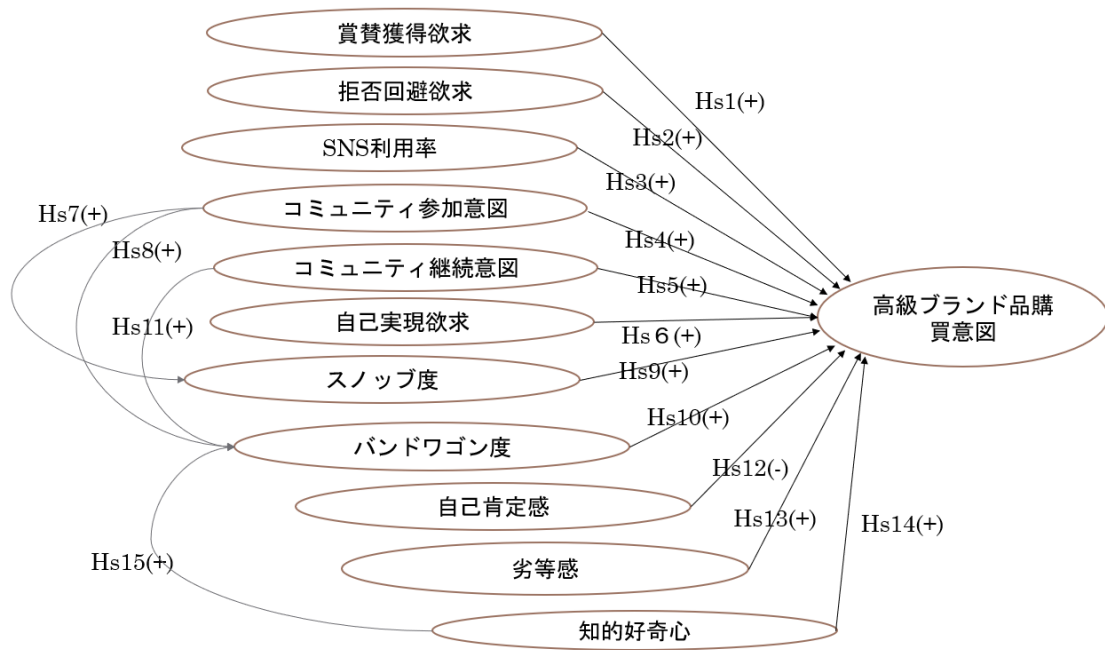 賞賛獲得欲求
Hs1(+)
拒否回避欲求
Hs2(+)
SNS利用率
Hs3(+)
コミュニティ参加意図
Hs7(+)
Hs4(+)
Hs8(+)
コミュニティ継続意図
Hs5(+)
高級ブランド品購
買意図
自己実現欲求
Hs11(+)
Hs６(+)
スノッブ度
Hs9(+)
Hs10(+)
バンドワゴン度
Hs12(-)
自己肯定感
Hs13(+)
Hs14(+)
Hs15(+)
劣等感
知的好奇心